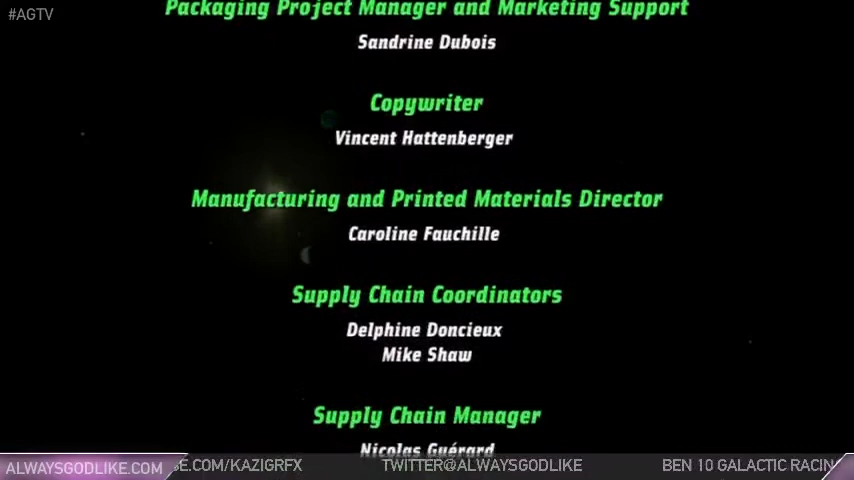 #AGTV
Packaging Project Manager and Marketing Support
Sandrine Dubois
Copywriter
Vincent Hattenberger
Manufacturing and Printed Materials Director
Caroline Fauchille
Supply Chain Coordinators
Delphine Doncieux
Mike Shaw
Supply Chain Manager
Nicolas Guérard
ALWAYSGODLIKE.COM SE.COM/KAZIGRFX TWITTER@ALWAYSGODLIKE BEN 10 GALACTIC RACING